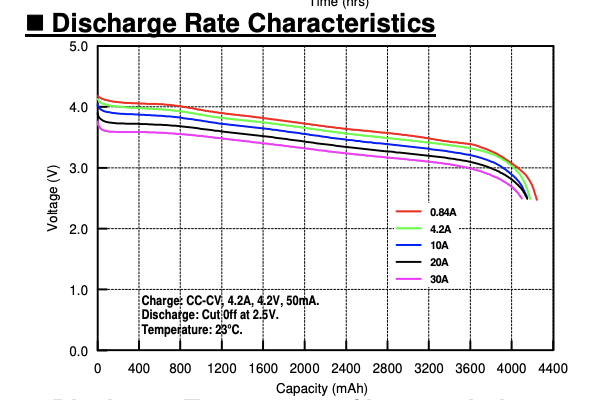 Time (hrs)
■ Discharge Rate Characteristics
5.0
4.0
3.0
2.0
1.0
0.0
Voltage (V)
0.84A
4.2A
10A
20A
30A
Charge: CC-CV, 4.2A, 4.2V, 50mA.
Discharge: Cut 0ff at 2.5V.
Temperature: 23°C.
0 400 800 1200 1600 2000 2400 2800 3200 3600 4000 4400
Capacity (mAh)